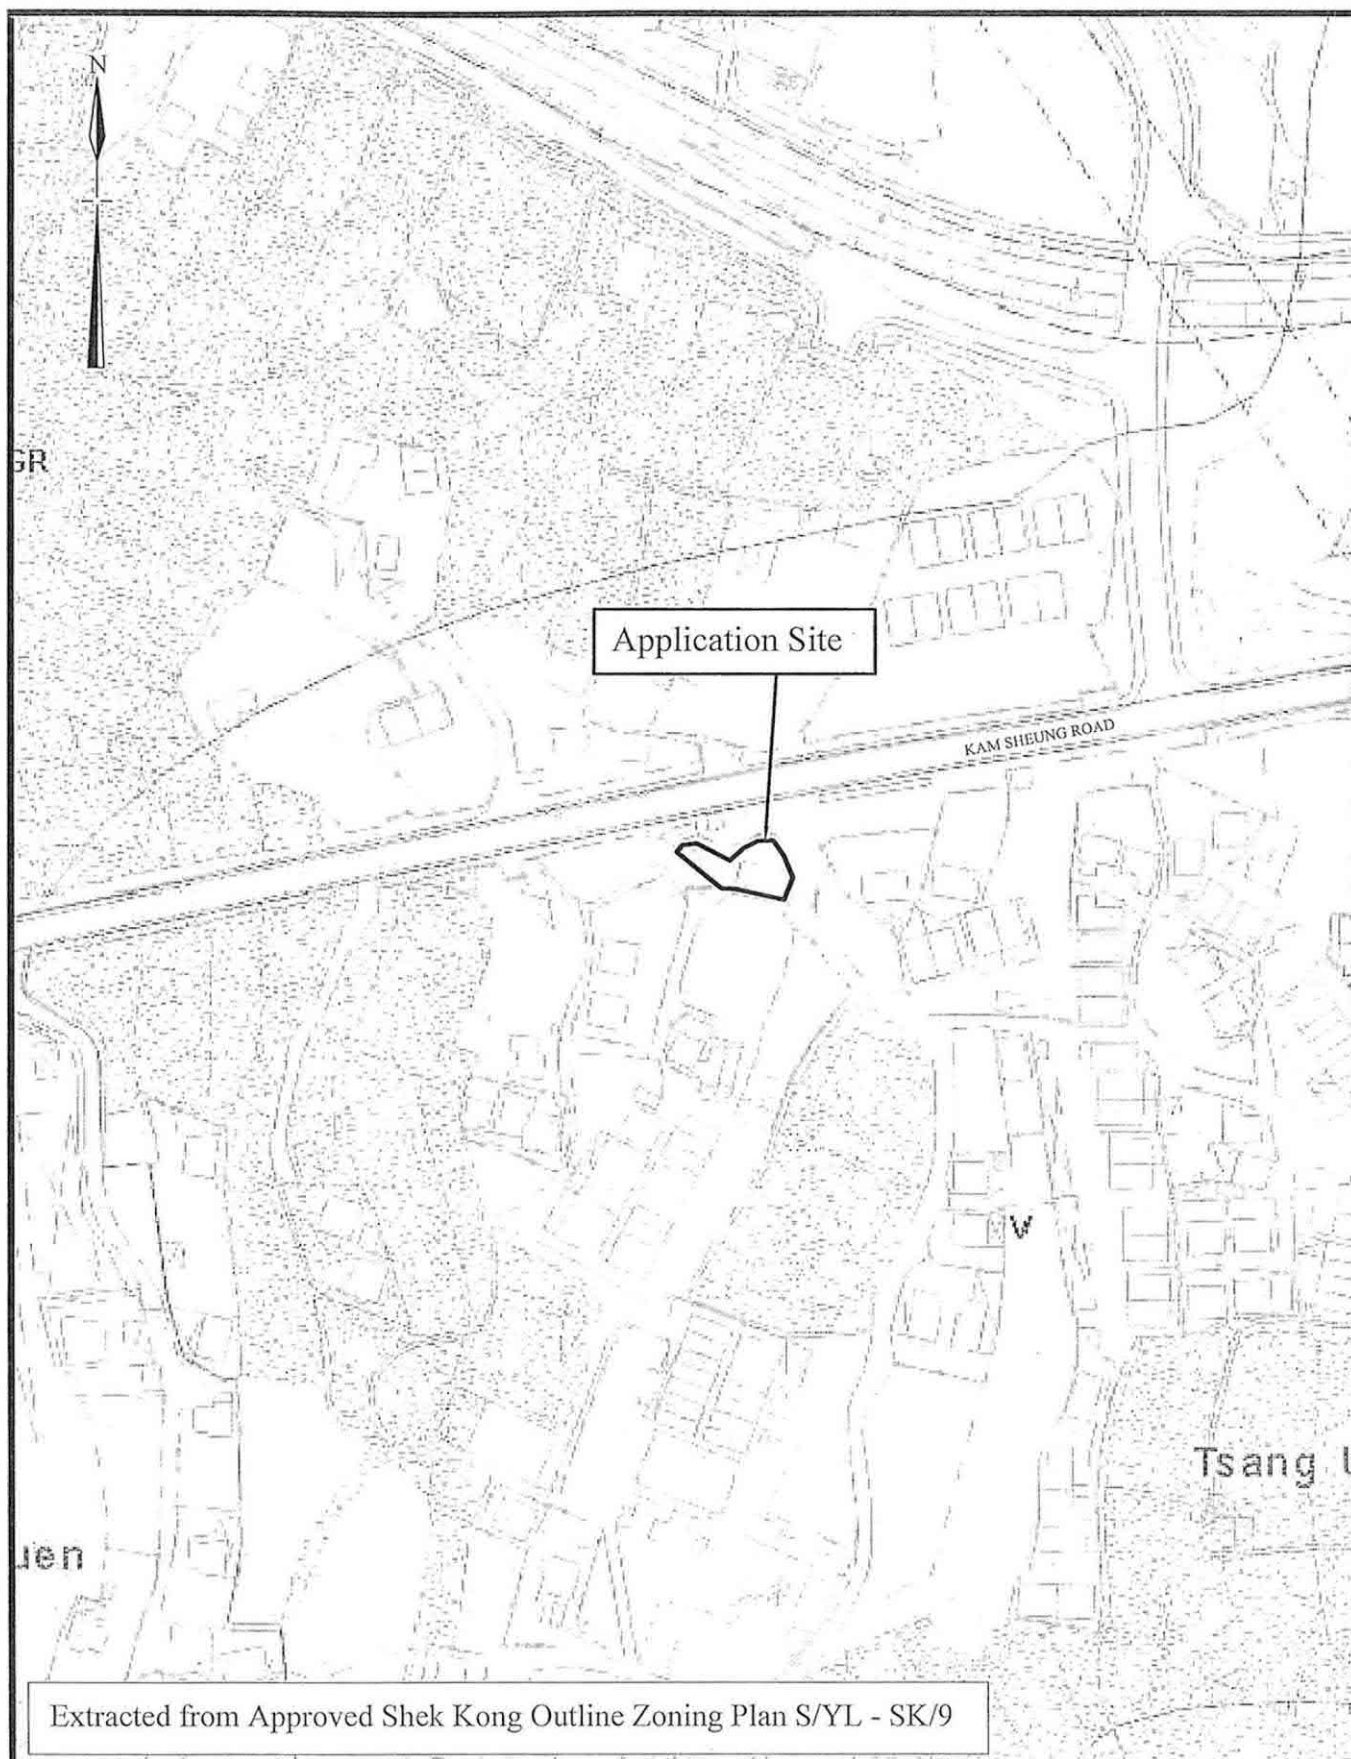 N
GR
Application Site
KAM SHEUNG ROAD
V
Tsang
uen
Extracted from Approved Shek Kong Outline Zoning Plan S/YL - SK/9